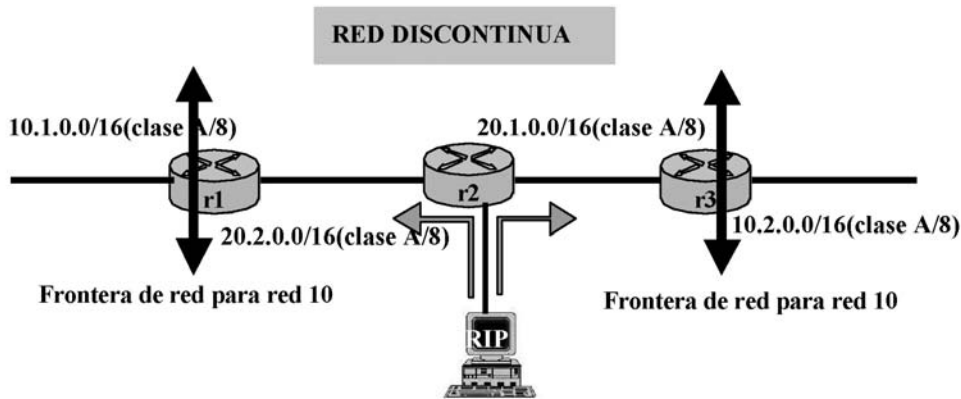 RED DISCONTINUA
10.1.0.0/16(clase A/8)
20.1.0.0/16(clase A/8)
r1
r2
r3
20.2.0.0/16(clase A/8)
10.2.0.0/16(clase A/8)
Frontera de red para red 10
Frontera de red para red 10
RIP